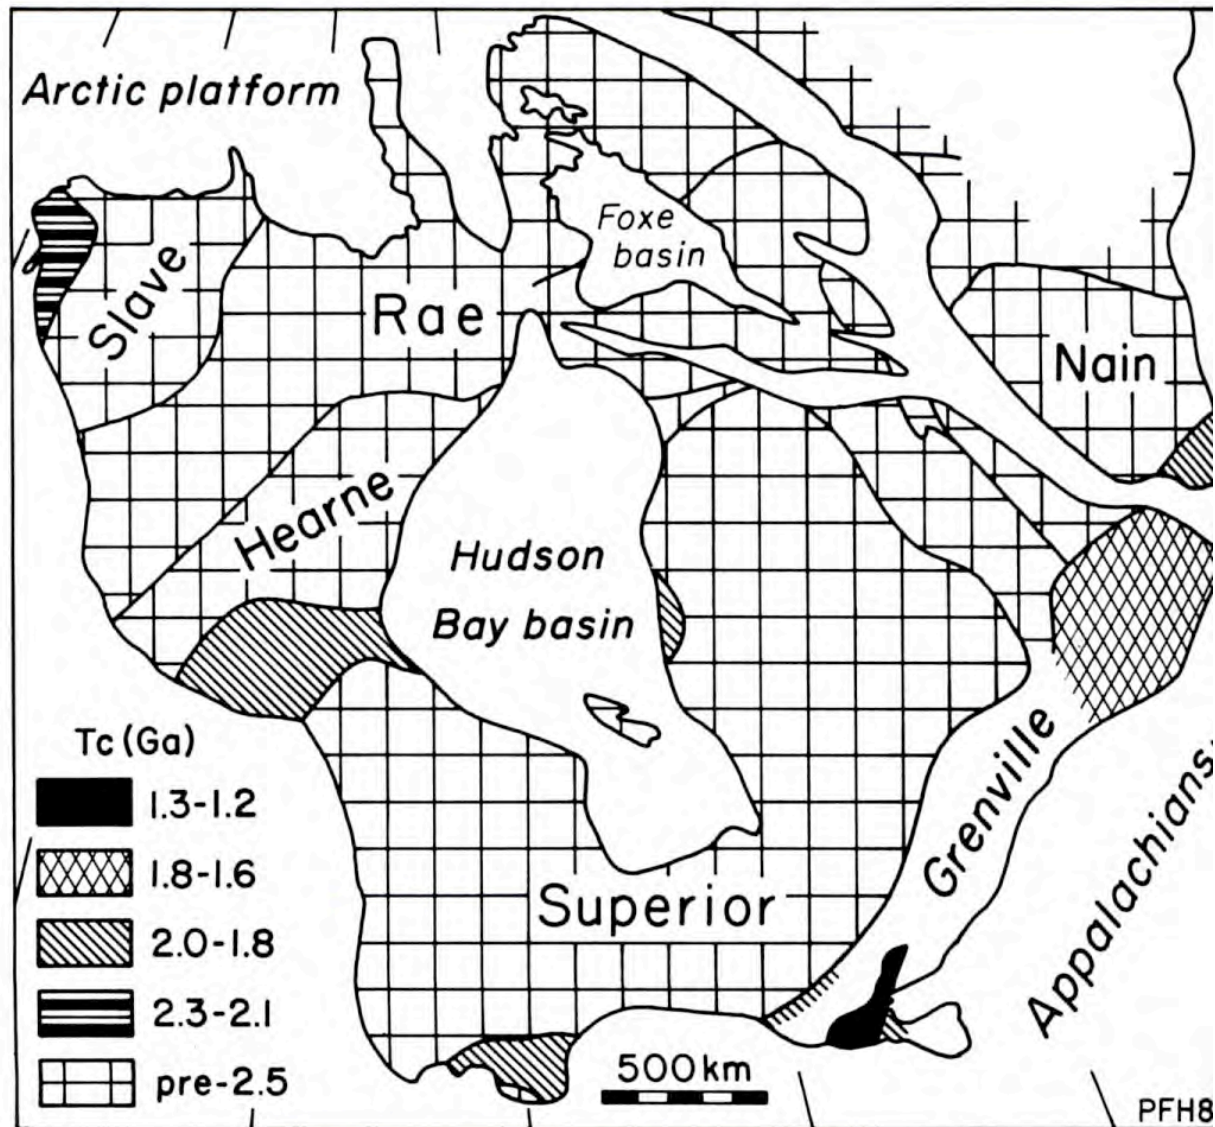 Arctic platform
Foxe
basin
Slave
Rae
Nain
Hearne
Hudson
Bay basin
Tc (Ga)
1.3-1.2
1.8-1.6
2.0-1.8
2.3-2.1
pre-2.5
Superior
Grenville
Appalachians
500 km
PFH8